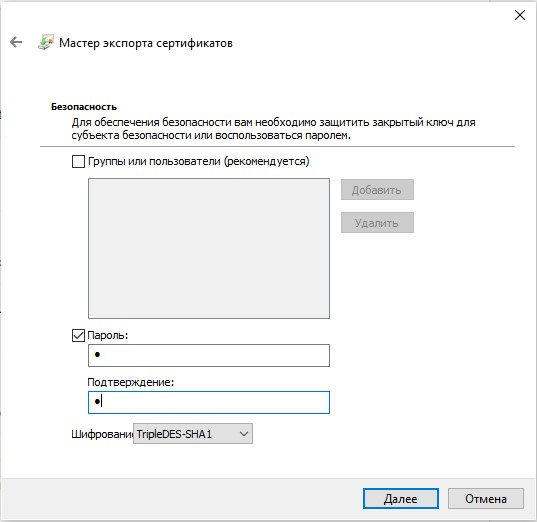 Мастер экспорта сертификатов
Безопасность
Для обеспечения безопасности вам необходимо защитить закрытый ключ для
субъекта безопасности или воспользоваться паролем.
Группы или пользователи (рекомендуется)
Добавить
Удалить
Пароль:
Подтверждение:
Шифровани TripleDES-SHA1
Далее Отмена